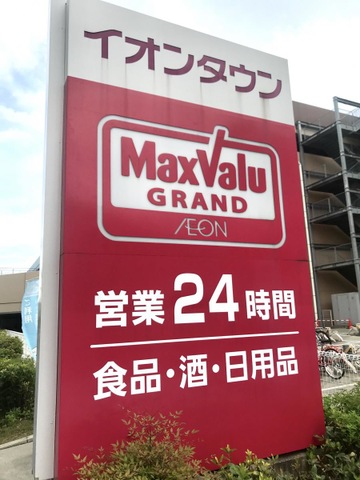 イオンタウン
MaxValu
GRAND
ÆON
営業24時間
食品・酒・日用品